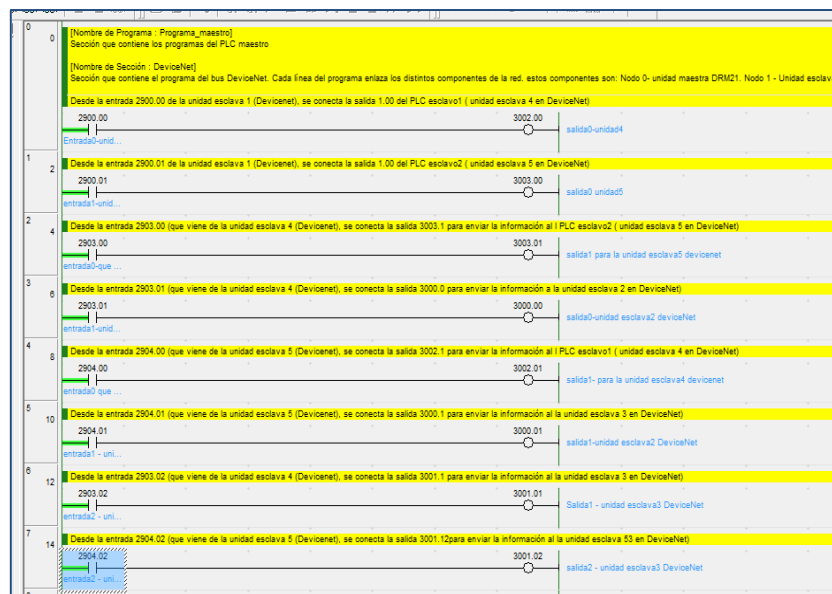 0
0
[Nombre de Programa : Programa_maestro]
Sección que contiene los programas del PLC maestro
[Nombre de Sección : DeviceNet]
Sección que contiene el programa del bus DeviceNet. Cada línea del programa enlaza los distintos componentes de la red. estos componentes son: Nodo 0- unidad maestra DRM21. Nodo 1 - Unidad esclav
Desde la entrada 2900.00 de la unidad esclava 1 (Devicenet), se conecta la salida 1.00 del PLC esclavo1 ( unidad esclava 4 en DeviceNet)
2900.00
3002.00
salida0-unidad4
Entrada0-unid...
1
2
Desde la entrada 2900.01 de la unidad esclava 1 (Devicenet), se conecta la salida 1.00 del PLC esclavo2 ( unidad esclava 5 en DeviceNet)
2900.01
3003.00
salida0 unidad5
entrada1-unid...
2
4
Desde la entrada 2903.00 (que viene de la unidad esclava 4 (Devicenet), se conecta la salida 3003.1 para enviar la información al l PLC esclavo2 ( unidad esclava 5 en DeviceNet)
2903.00
3003.01
salida1 para la unidad esclava5 devicenet
entrada0-que ...
3
6
Desde la entrada 2903.01 (que viene de la unidad esclava 4 (Devicenet), se conecta la salida 3000.0 para enviar la información a la unidad esclava 2 en DeviceNet)
2903.01
3000.00
salida0-unidad esclava2 deviceNet
entrada1-unid...
4
8
Desde la entrada 2904.00 (que viene de la unidad esclava 5 (Devicenet), se conecta la salida 3002.1 para enviar la información al l PLC esclavo1 ( unidad esclava 4 en DeviceNet)
2904.00
3002.01
salida1- para la unidad esclava4 devicenet
entrada0 que ...
5
10
Desde la entrada 2904.01 (que viene de la unidad esclava 5 (Devicenet), se conecta la salida 3000.1 para enviar la información al la unidad esclava 3 en DeviceNet)
2904.01
3000.01
salida1-unidad esclava2 DeviceNet
entrada1 - uni...
6
12
Desde la entrada 2903.02 (que viene de la unidad esclava 4 (Devicenet), se conecta la salida 3001.1 para enviar la información al la unidad esclava 3 en DeviceNet)
2903.02
3001.01
Salida1 - unidad esclava3 DeviceNet
entrada2 - uni...
7
14
Desde la entrada 2904.02 (que viene de la unidad esclava 5 (Devicenet), se conecta la salida 3001.12para enviar la información al la unidad esclava 53 en DeviceNet)
2904.02
3001.02
salida2 - unidad esclava3 DeviceNet
entrada2 - uni...